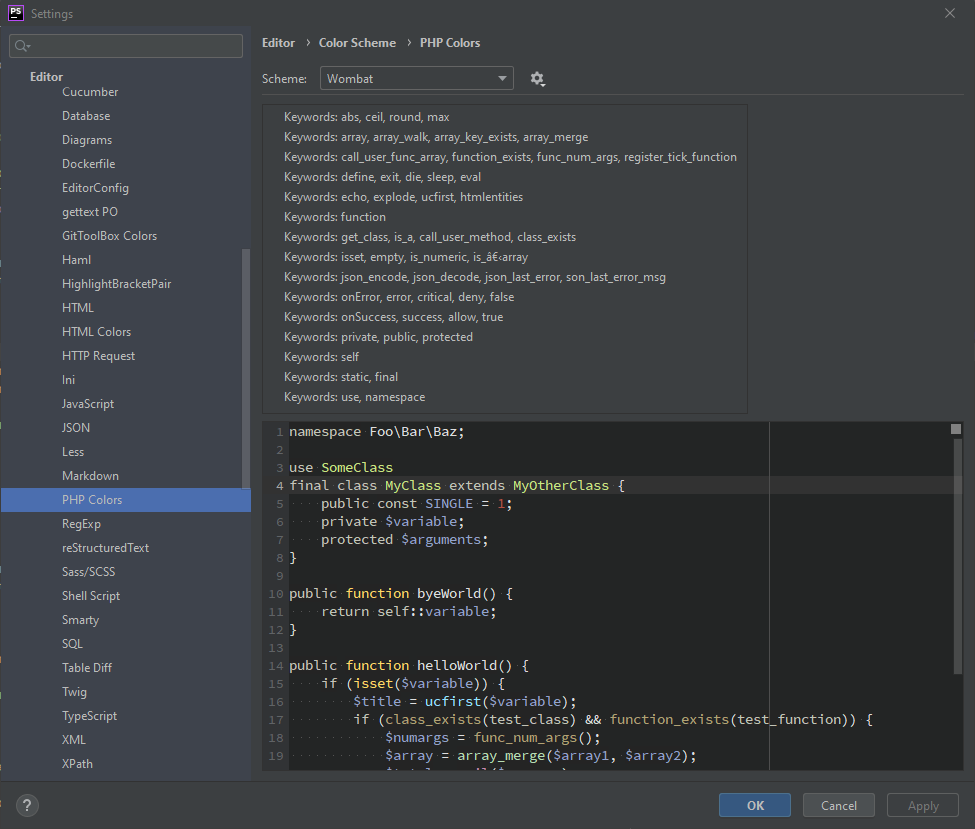 PS Settings
Editor
Cucumber
Database
Diagrams
Dockerfile
EditorConfig
gettext PO
GitToolBox Colors
Haml
HighlightBracketPair
HTML
HTML Colors
HTTP Request
Ini
JavaScript
JSON
Less
Markdown
PHP Colors
RegExp
reStructuredText
Sass/SCSS
Shell Script
Smarty
SQL
Table Diff
Twig
TypeScript
XML
XPath
Editor › Color Scheme › PHP Colors
Scheme: Wombat
Keywords: abs, ceil, round, max
Keywords: array, array_walk, array_key_exists, array_merge
Keywords: call_user_func_array, function_exists, func_num_args, register_tick_function
Keywords: define, exit, die, sleep, eval
Keywords: echo, explode, ucfirst, htmlentities
Keywords: function
Keywords: get_class, is_a, call_user_method, class_exists
Keywords: isset, empty, is_numeric, is_â€‹array
Keywords: json_encode, json_decode, json_last_error, son_last_error_msg
Keywords: onError, error, critical, deny, false
Keywords: onSuccess, success, allow, true
Keywords: private, public, protected
Keywords: self
Keywords: static, final
Keywords: use, namespace
1 namespace Foo\Bar\Baz;
2
3 use SomeClass
4 final class MyClass extends MyOtherClass {
5 public const SINGLE = 1;
6 private $variable;
7 protected $arguments;
8 }
9
10 public function byeWorld() {
11 return self::variable;
12 }
13
14 public function helloWorld() {
15 if (isset($variable)) {
16 $title = ucfirst($variable);
17 if (class_exists(test_class) && function_exists(test_function)) {
18 $numargs = func_num_args();
19 $array = array_merge($array1, $array2);
? OK Cancel Apply